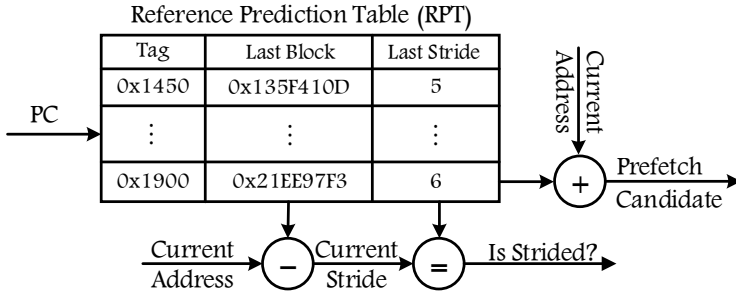 Reference Prediction Table (RPT)
Tag Last Block Last Stride
0x1450 0x135F410D 5
⋮ ⋮ ⋮
0x1900 0x21EE97F3 6
PC
Current
Address
+
Prefetch
Candidate
Current
Address
−
Current
Stride
=
Is Strided?